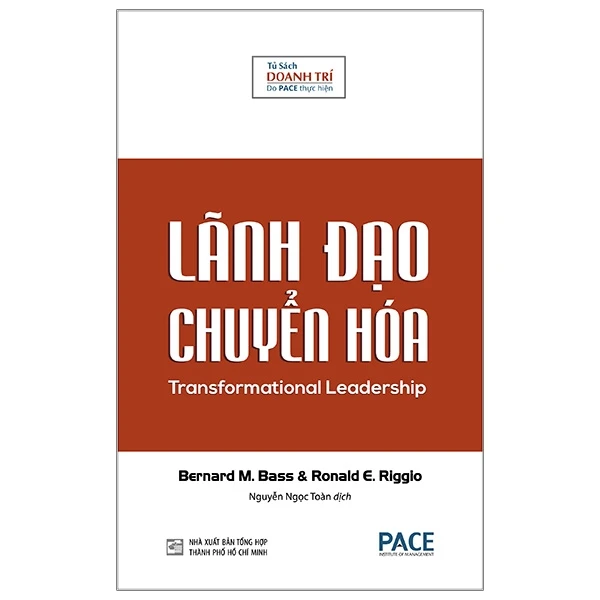 Tủ Sách
DOANH TRÍ
Do PACE thực hiện
LÃNH ĐẠO
CHUYỂN HÓA
Transformational Leadership
Bernard M. Bass & Ronald E. Riggio
Nguyễn Ngọc Toàn dịch
NHÀ XUẤT BẢN TỔNG HỢP
THÀNH PHỐ HỒ CHÍ MINH
PACE
INSTITUTE OF MANAGEMENT